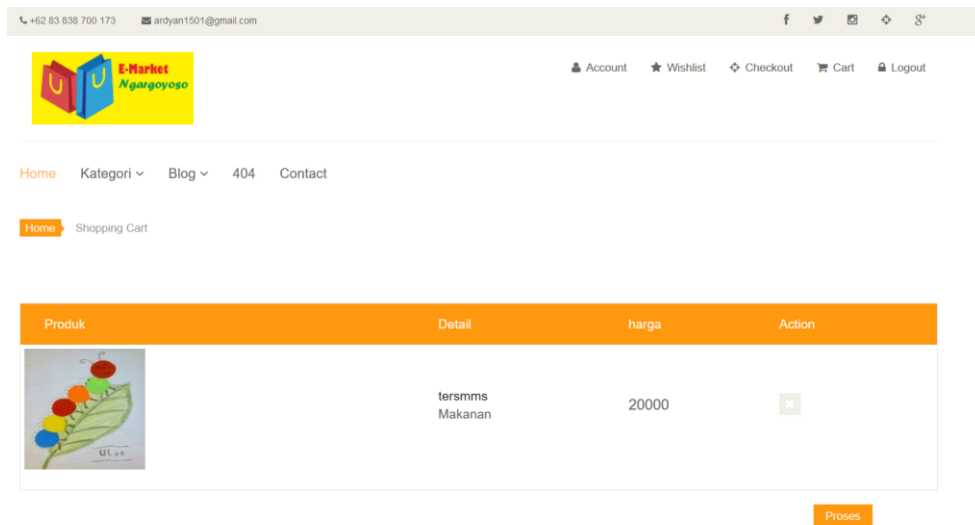 +62 83 838 700 173 ardyan1501@gmail.com
E-Market
Ngargoyoso
Account Wishlist Checkout Cart Logout
Home Kategori Blog 404 Contact
Home Shopping Cart
Produk Detail harga Action
tersmms
Makanan
20000
Ulat
Proses